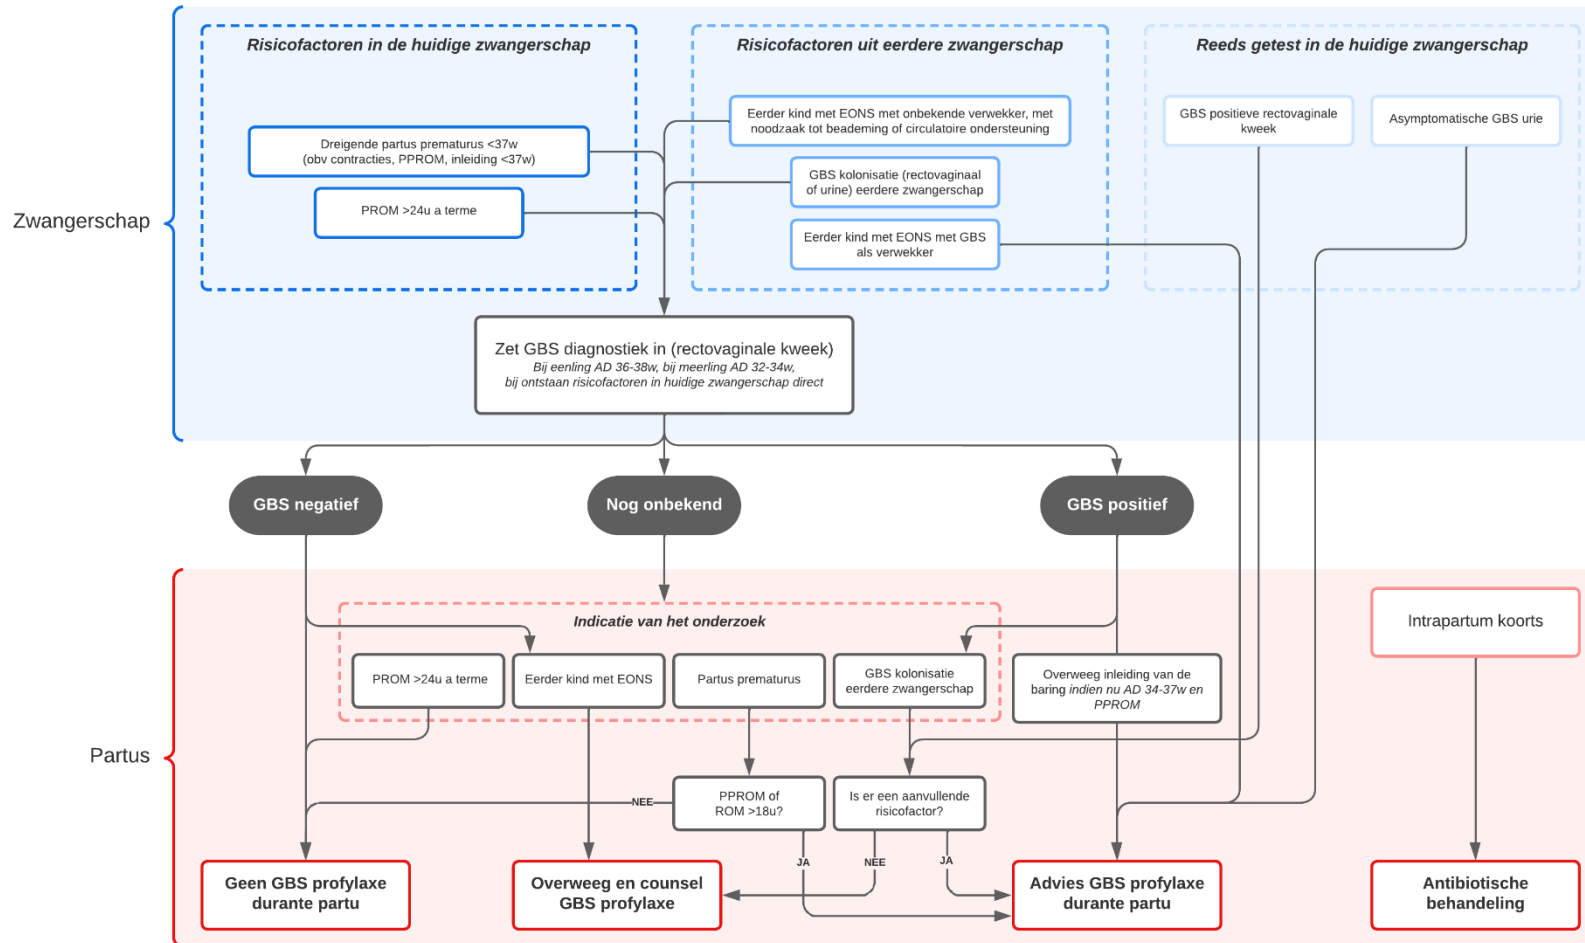 Zwangerschap
Risicofactoren in de huidige zwangerschap
Dreigende partus prematurus <37w
(obv contracties, PPROM, inleiding <37w)
PROM >24u a terme
Risicofactoren uit eerdere zwangerschap
Eerder kind met EONS met onbekende verwekker, met
noodzaak tot beademing of circulatoire ondersteuning
GBS kolonisatie (rectovaginaal
of urine) eerdere zwangerschap
Eerder kind met EONS met GBS
als verwekker
Reeds getest in de huidige zwangerschap
GBS positieve rectovaginale
kweek
Asymptomatische GBS urie
Zet GBS diagnostiek in (rectovaginale kweek)
Bij eenling AD 36-38w, bij meerling AD 32-34w,
bij ontstaan risicofactoren in huidige zwangerschap direct
GBS negatief
Nog onbekend
GBS positief
Partus
Indicatie van het onderzoek
PROM >24u a terme
Eerder kind met EONS
Partus prematurus
GBS kolonisatie
eerdere zwangerschap
Overweeg inleiding van de
baring indien nu AD 34-37w en
PPROM
Intrapartum koorts
NEE
PPROM of
ROM >18u?
Is er een aanvullende
risicofactor?
JA
NEE
JA
Geen GBS profylaxe
durante partu
Overweeg en counsel
GBS profylaxe
Advies GBS profylaxe
durante partu
Antibiotische
behandeling